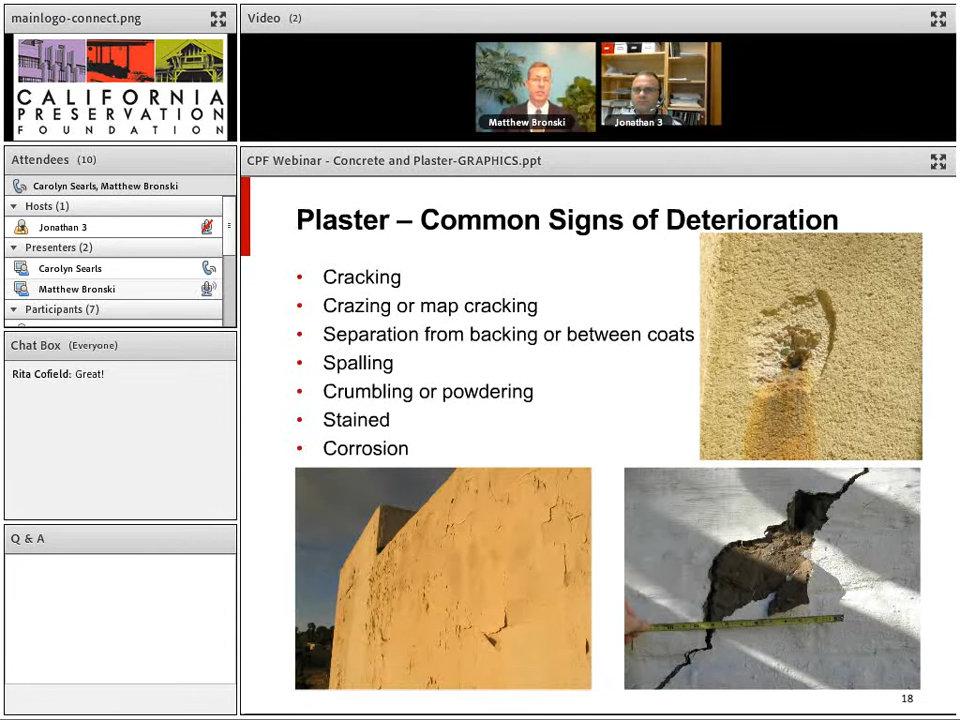 mainlogo-connect.png
CALIFORNIA
PRESERVATION
FOUNDATION
Video (2)
Matthew Bronski
Jonathan 3
Attendees (10)
Carolyn Searls, Matthew Bronski
Hosts (1)
Jonathan 3
Presenters (2)
Carolyn Searls
Matthew Bronski
Participants (7)
Chat Box (Everyone)
Rita Cofield: Great!
Q & A
CPF Webinar - Concrete and Plaster-GRAPHICS.ppt
Plaster – Common Signs of Deterioration
• Cracking
• Crazing or map cracking
• Separation from backing or between coats
• Spalling
• Crumbling or powdering
• Stained
• Corrosion
18